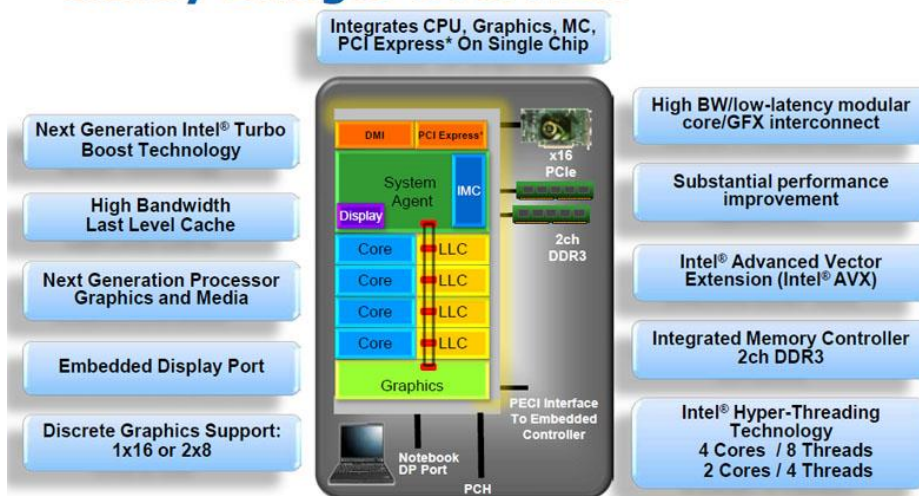 Integrates CPU, Graphics, MC,
PCI Express* On Single Chip
Next Generation Intel® Turbo
Boost Technology
High Bandwidth
Last Level Cache
Next Generation Processor
Graphics and Media
Embedded Display Port
Discrete Graphics Support:
1x16 or 2x8
DMI
PCI Express*
x16
PCIe
System
Agent
IMC
Display
2ch
DDR3
Core
LLC
Core
LLC
Core
LLC
Core
LLC
Graphics
PECI Interface
To Embedded
Controller
Notebook
DP Port
PCH
High BW/low-latency modular
core/GFX interconnect
Substantial performance
improvement
Intel® Advanced Vector
Extension (Intel® AVX)
Integrated Memory Controller
2ch DDR3
Intel® Hyper-Threading
Technology
4 Cores / 8 Threads
2 Cores / 4 Threads